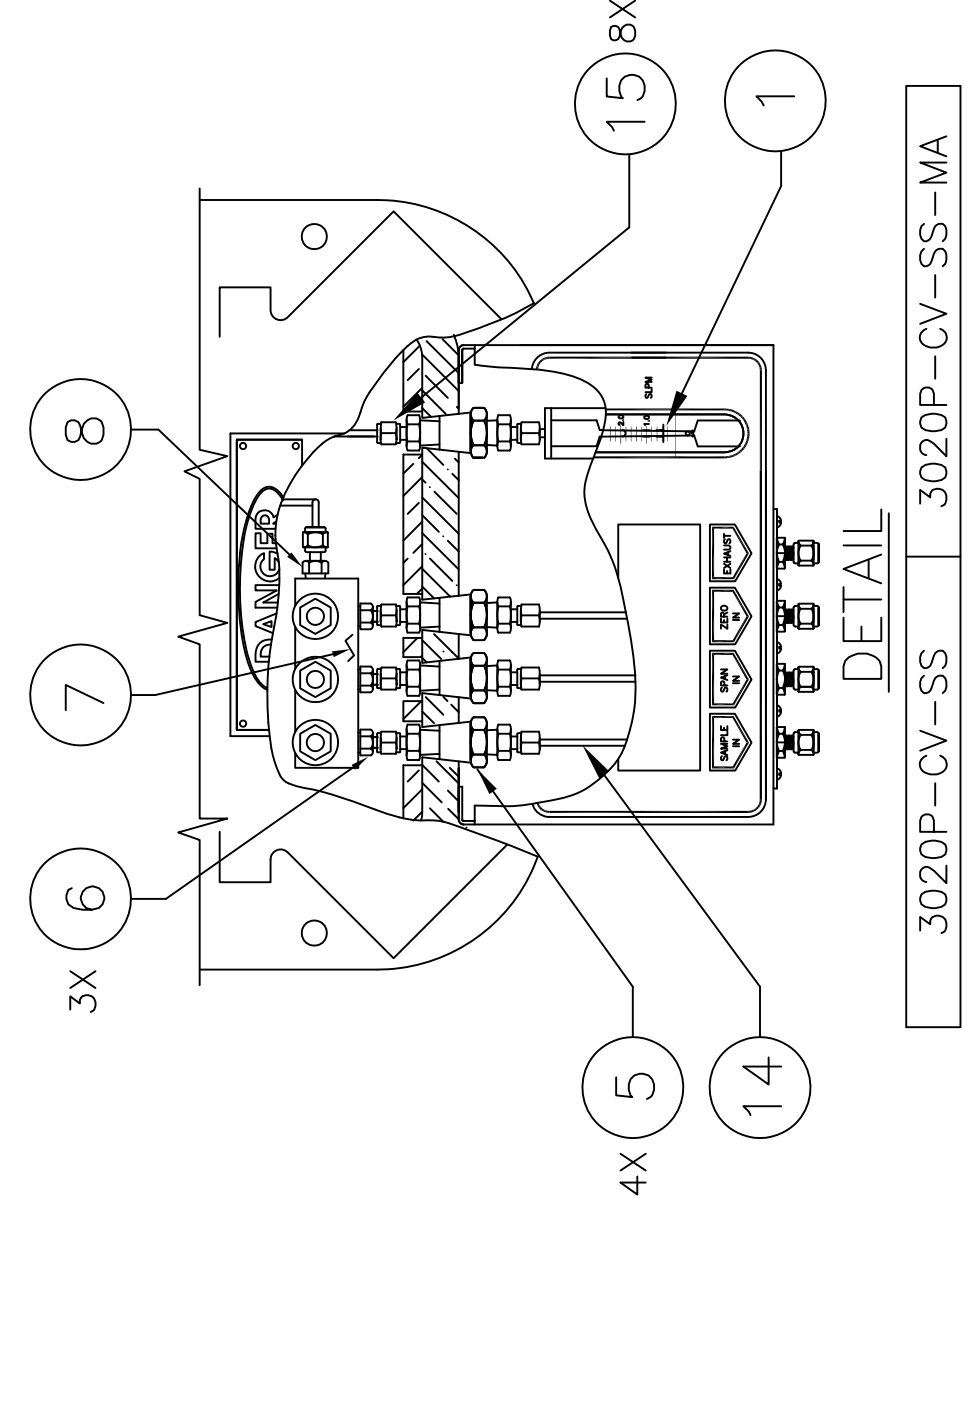 8X
15
1
8
7
6
3X
5
4X
14
DANGER
SLPM
2.0
1.0
EXHAUST
ZERO
IN
SPAN
IN
SAMPLE
IN
DETAIL
3020P-CV-SS
3020P-CV-SS-MA